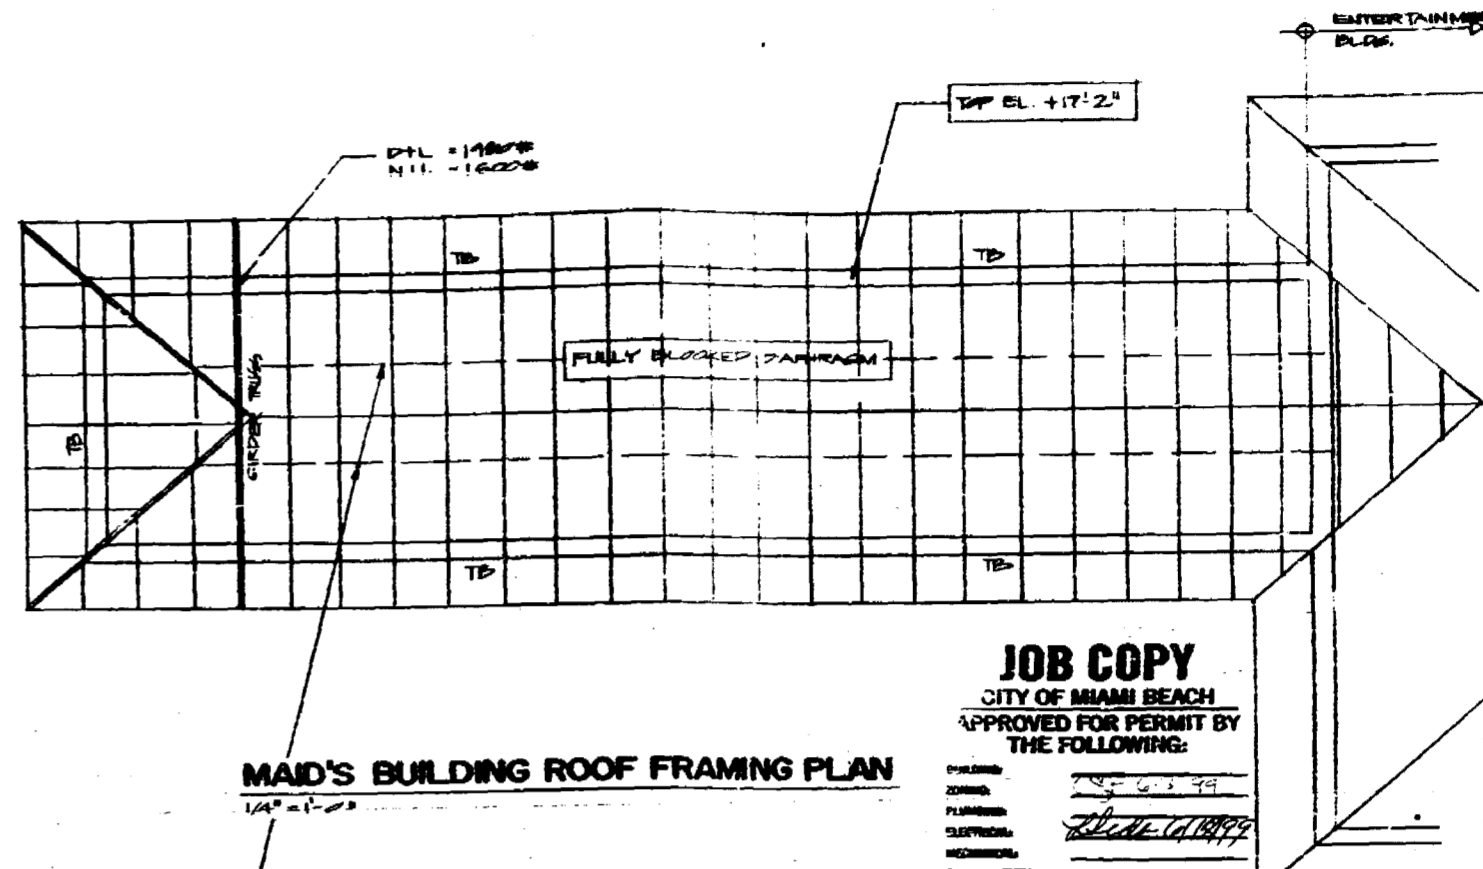 ENTERTAINM
BLDG.
TOP EL. +17'-2"
D+L =1980#
=1600#
TB
TB
FULLY BLOCKED DIAPHRAGM
GIRDER TRUSS
TB
TB
TB
JOB COPY
CITY OF MIAMI BEACH
APPROVED FOR PERMIT BY
THE FOLLOWING:
MAID'S BUILDING ROOF FRAMING PLAN
1/4" = 1'-0"
BUILDING:
ZONING:
PLUMBING:
ELECTRICAL:
MECHANICAL: